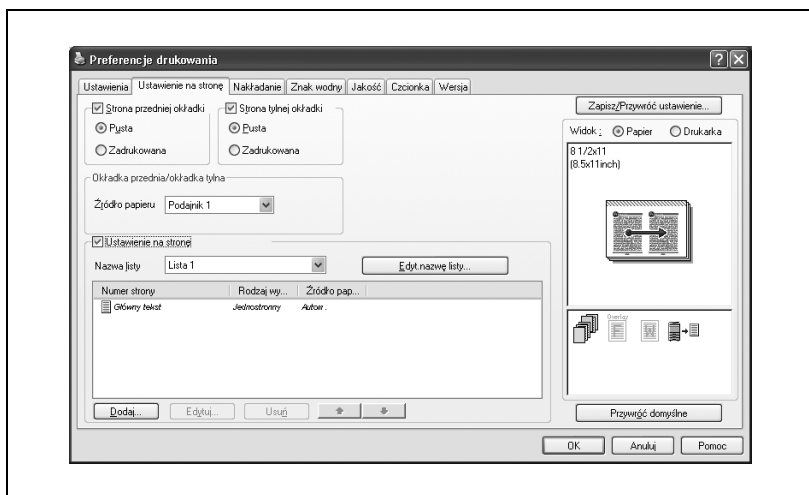 Preferencje drukowania
Ustawienia Ustawienie na stronę Nakładanie Znak wodny Jakość Czcionka Wersja
Strona przedniej okładki
Pusta
Zadrukowana
Strona tylnej okładki
Pusta
Zadrukowana
Okładka przednia/okładka tylna
Źródło papieru Podajnik 1
Ustawienie na stronę
Nazwa listy Lista 1 Edyt.nazwę listy...
Numer strony Rodzaj wy... Źródło pap...
Główny tekst Jednostronny Autom .
Dodaj... Edytuj... Usuń
Zapisz/Przywróć ustawienie...
Widok : Papier Drukarka
8 1/2x11
(8.5x11inch)
Overlay
Przywróć domyślne
OK Anuluj Pomoc